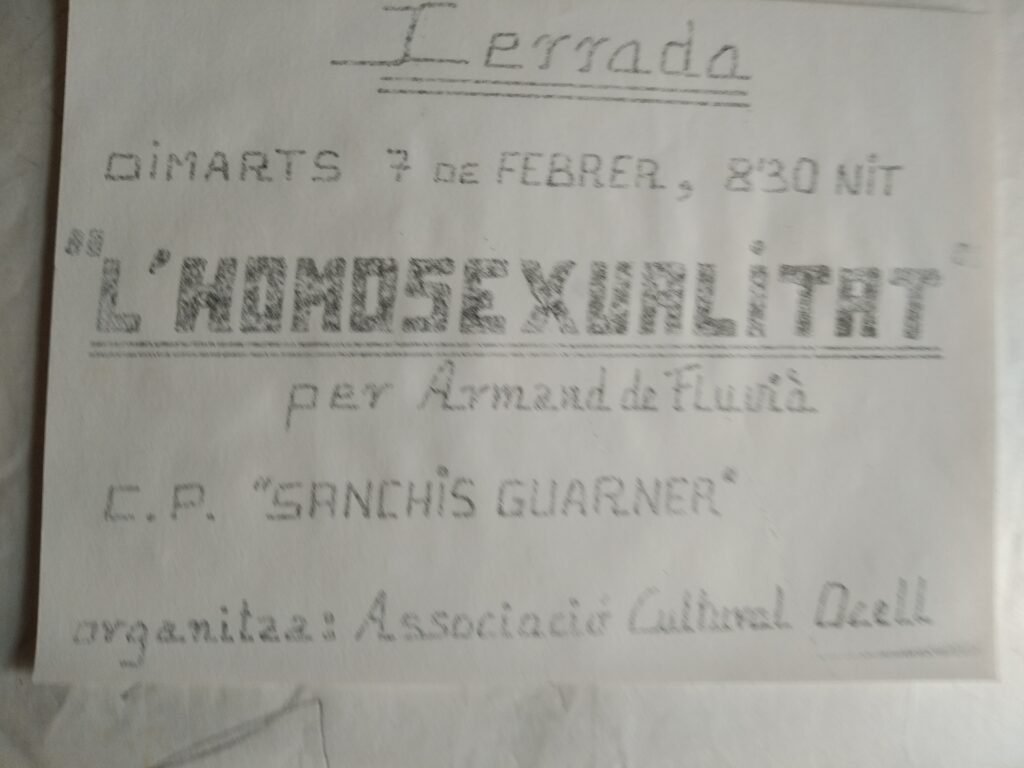 Xerrada
DiMARTS 7 DE FEBRER, 8'30 NiT
"L'HOMOSEXUALiTAT"
per Armand de Fluvià
C.P. "SANCHiS GUARNER"
organitza: Associació Cultural Ocell